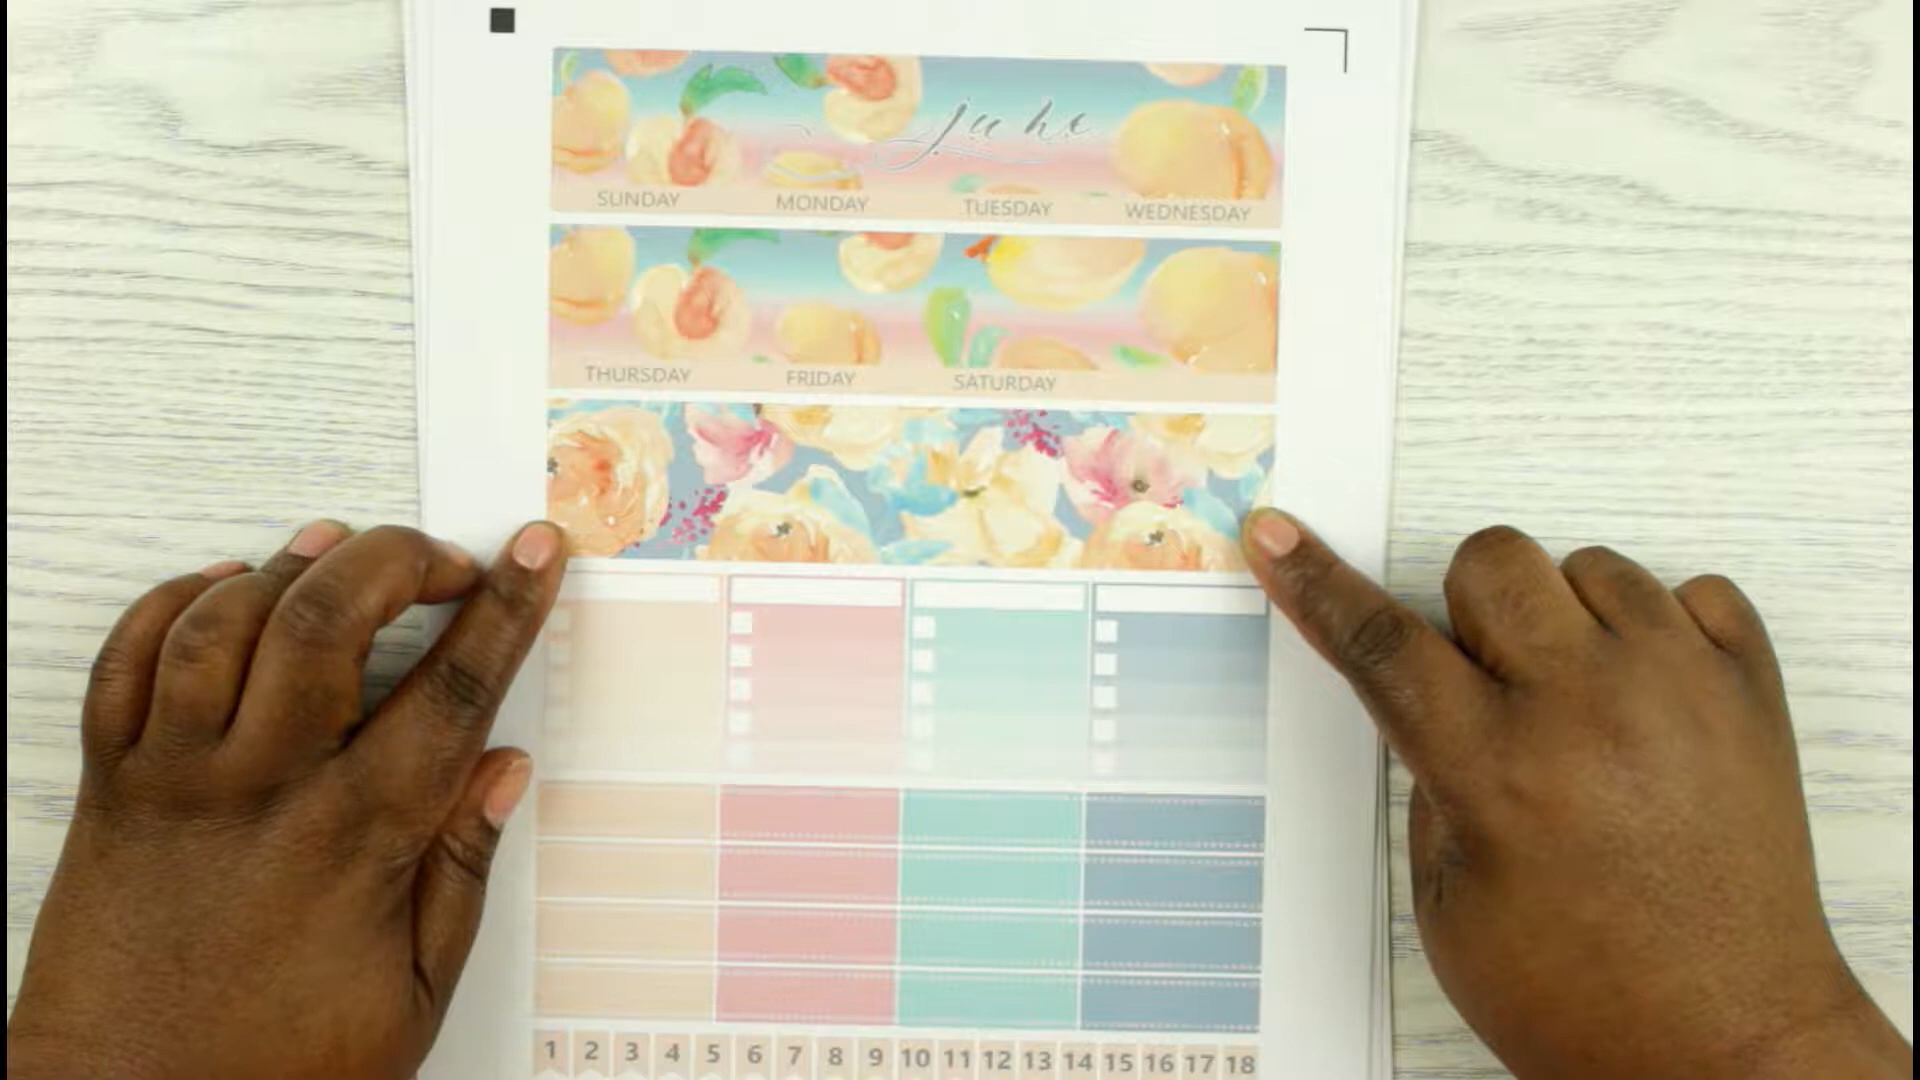 june
SUNDAY MONDAY TUESDAY WEDNESDAY
THURSDAY FRIDAY SATURDAY
1 2 3 4 5 6 7 8 9 10 11 12 13 14 15 16 17 18